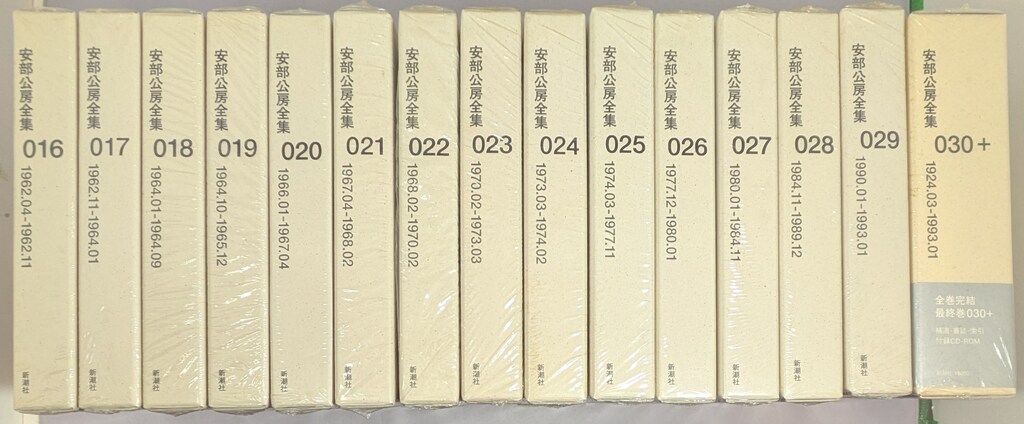 安部公房全集
016
1962.04-1962.11
新潮社
安部公房全集
017
1962.11-1964.01
新潮社
安部公房全集
018
1964.01-1964.09
新潮社
安部公房全集
019
1964.10-1965.12
新潮社
安部公房全集
020
1966.01-1967.04
新潮社
安部公房全集
021
1967.04-1968.02
新潮社
安部公房全集
022
1968.02-1970.02
新潮社
安部公房全集
023
1970.02-1973.03
新潮社
安部公房全集
024
1973.03-1974.02
新潮社
安部公房全集
025
1974.03-1977.11
新潮社
安部公房全集
026
1977.12-1980.01
新潮社
安部公房全集
027
1980.01-1984.11
新潮社
安部公房全集
028
1984.11-1989.12
新潮社
安部公房全集
029
1990.01-1993.01
新潮社
安部公房全集
030+
1924.03-1993.01
全巻完結
最終巻030+
補遺・書誌・索引
付録CD-ROM